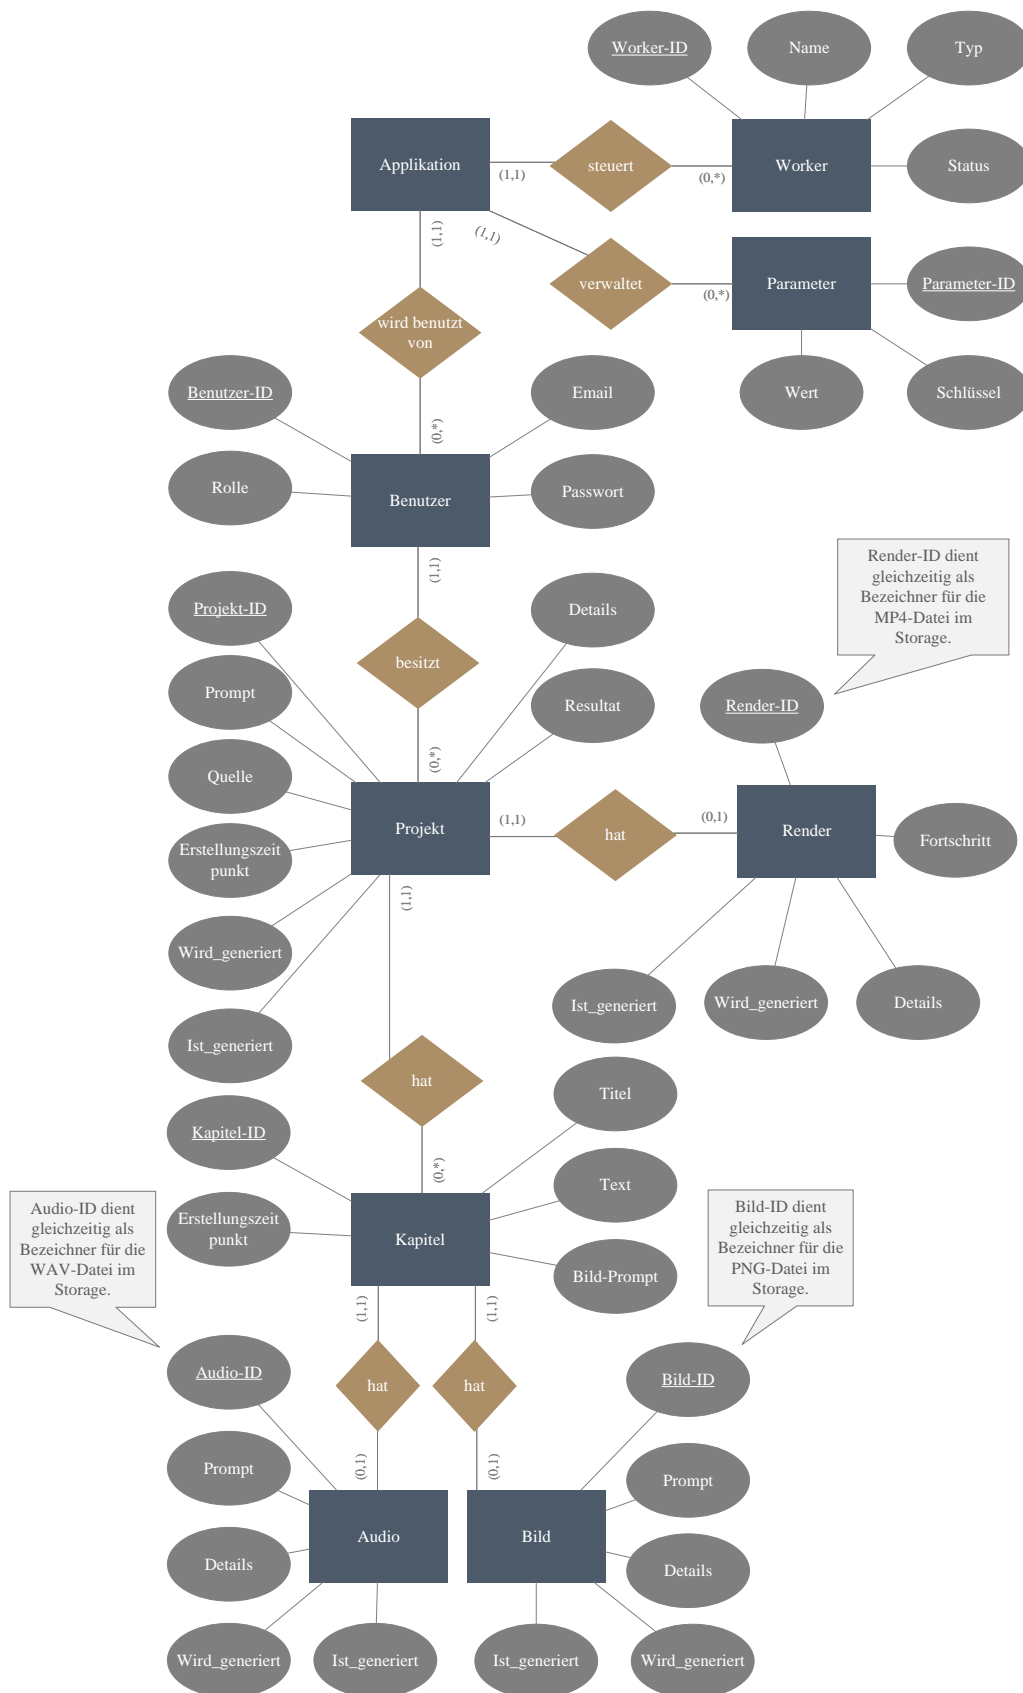 Worker-ID
Name
Typ
Applikation
(1,1)
steuert
(0,*)
Worker
Status
(1,1)
(1,1)
verwaltet
(0,*)
Parameter
Parameter-ID
wird benutzt
von
Wert
Schlüssel
Benutzer-ID
Email
(0,*)
Rolle
Benutzer
Passwort
(1,1)
Render-ID dient
gleichzeitig als
Bezeichner für die
MP4-Datei im
Storage.
Projekt-ID
Details
besitzt
Prompt
Resultat
Render-ID
(0,*)
Quelle
Projekt
(1,1)
hat
(0,1)
Render
Fortschritt
Erstellungszeit
punkt
(1,1)
Wird_generiert
Ist_generiert
Wird_generiert
Details
Ist_generiert
hat
Titel
Kapitel-ID
(0,*)
Text
Audio-ID dient
gleichzeitig als
Bezeichner für die
WAV-Datei im
Storage.
Erstellungszeit
punkt
Kapitel
Bild-Prompt
Bild-ID dient
gleichzeitig als
Bezeichner für die
PNG-Datei im
Storage.
(1,1)
(1,1)
Audio-ID
hat
hat
Bild-ID
(0,1)
(0,1)
Prompt
Prompt
Audio
Bild
Details
Details
Wird_generiert
Ist_generiert
Ist_generiert
Wird_generiert